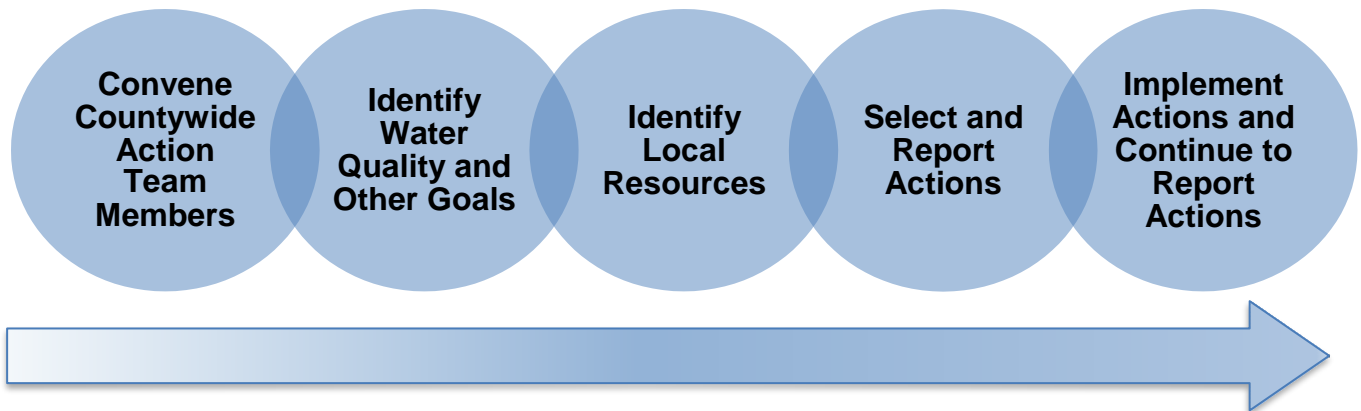 Convene
Countywide
Action
Team
Members
Identify
Water
Quality and
Other Goals
Identify
Local
Resources
Select and
Report
Actions
Implement
Actions and
Continue to
Report
Actions